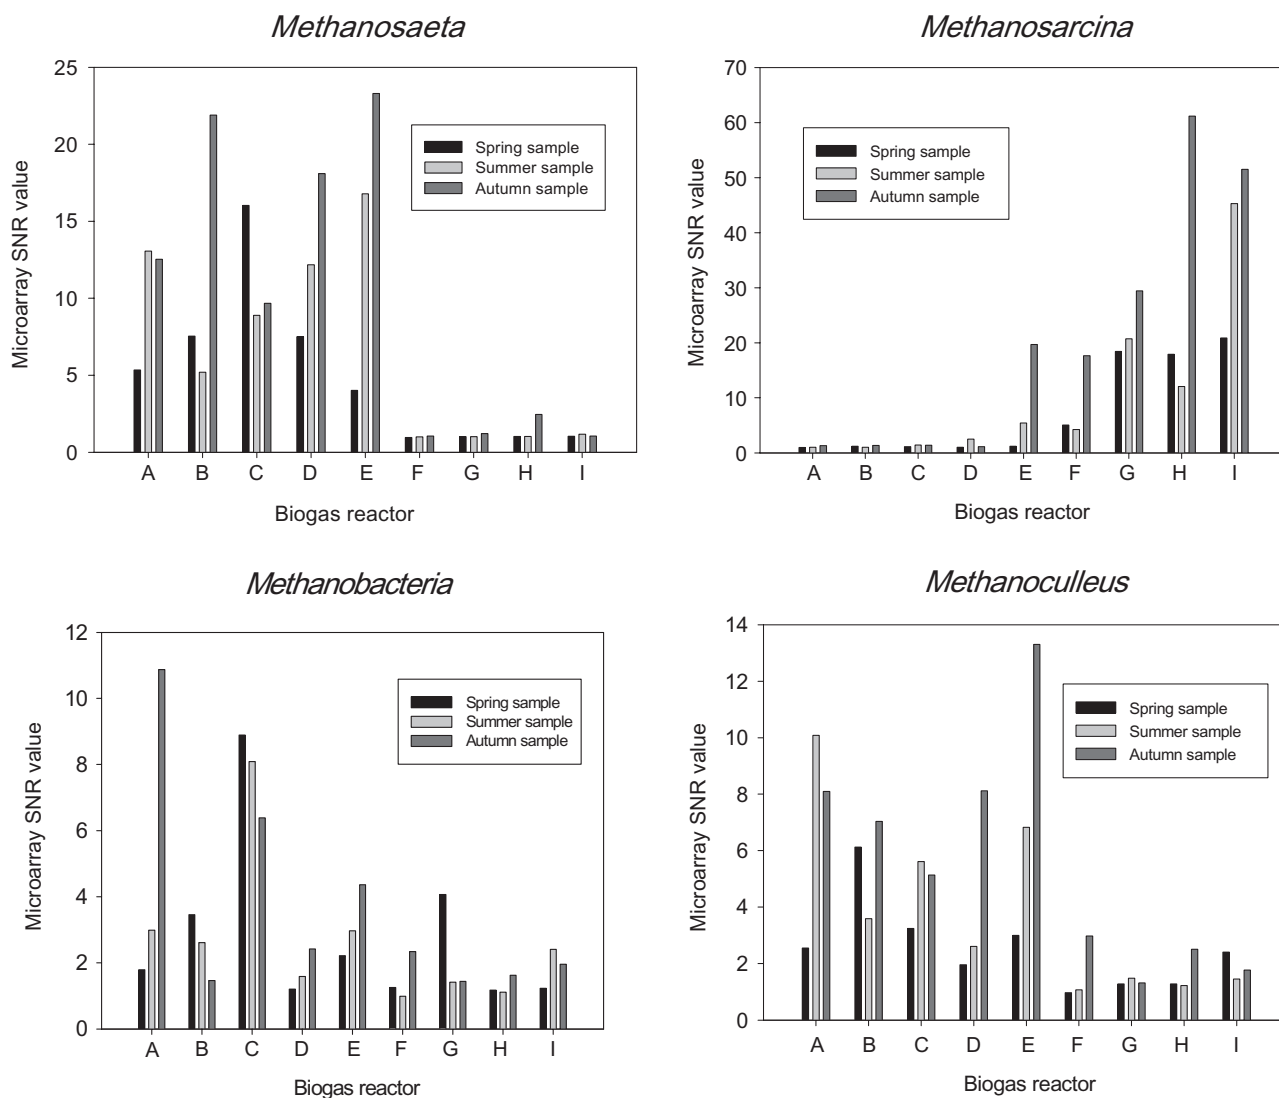 Methanosaeta
Microarray SNR value
25
20
15
10
5
0
Spring sample
Summer sample
Autumn sample
A B C D E F G H I
Biogas reactor
Methanosarcina
Microarray SNR value
70
60
50
40
30
20
10
0
Spring sample
Summer sample
Autumn sample
A B C D E F G H I
Biogas reactor
Methanobacteria
Microarray SNR value
12
10
8
6
4
2
0
Spring sample
Summer sample
Autumn sample
A B C D E F G H I
Biogas reactor
Methanoculleus
Microarray SNR value
14
12
10
8
6
4
2
0
Spring sample
Summer sample
Autumn sample
A B C D E F G H I
Biogas reactor